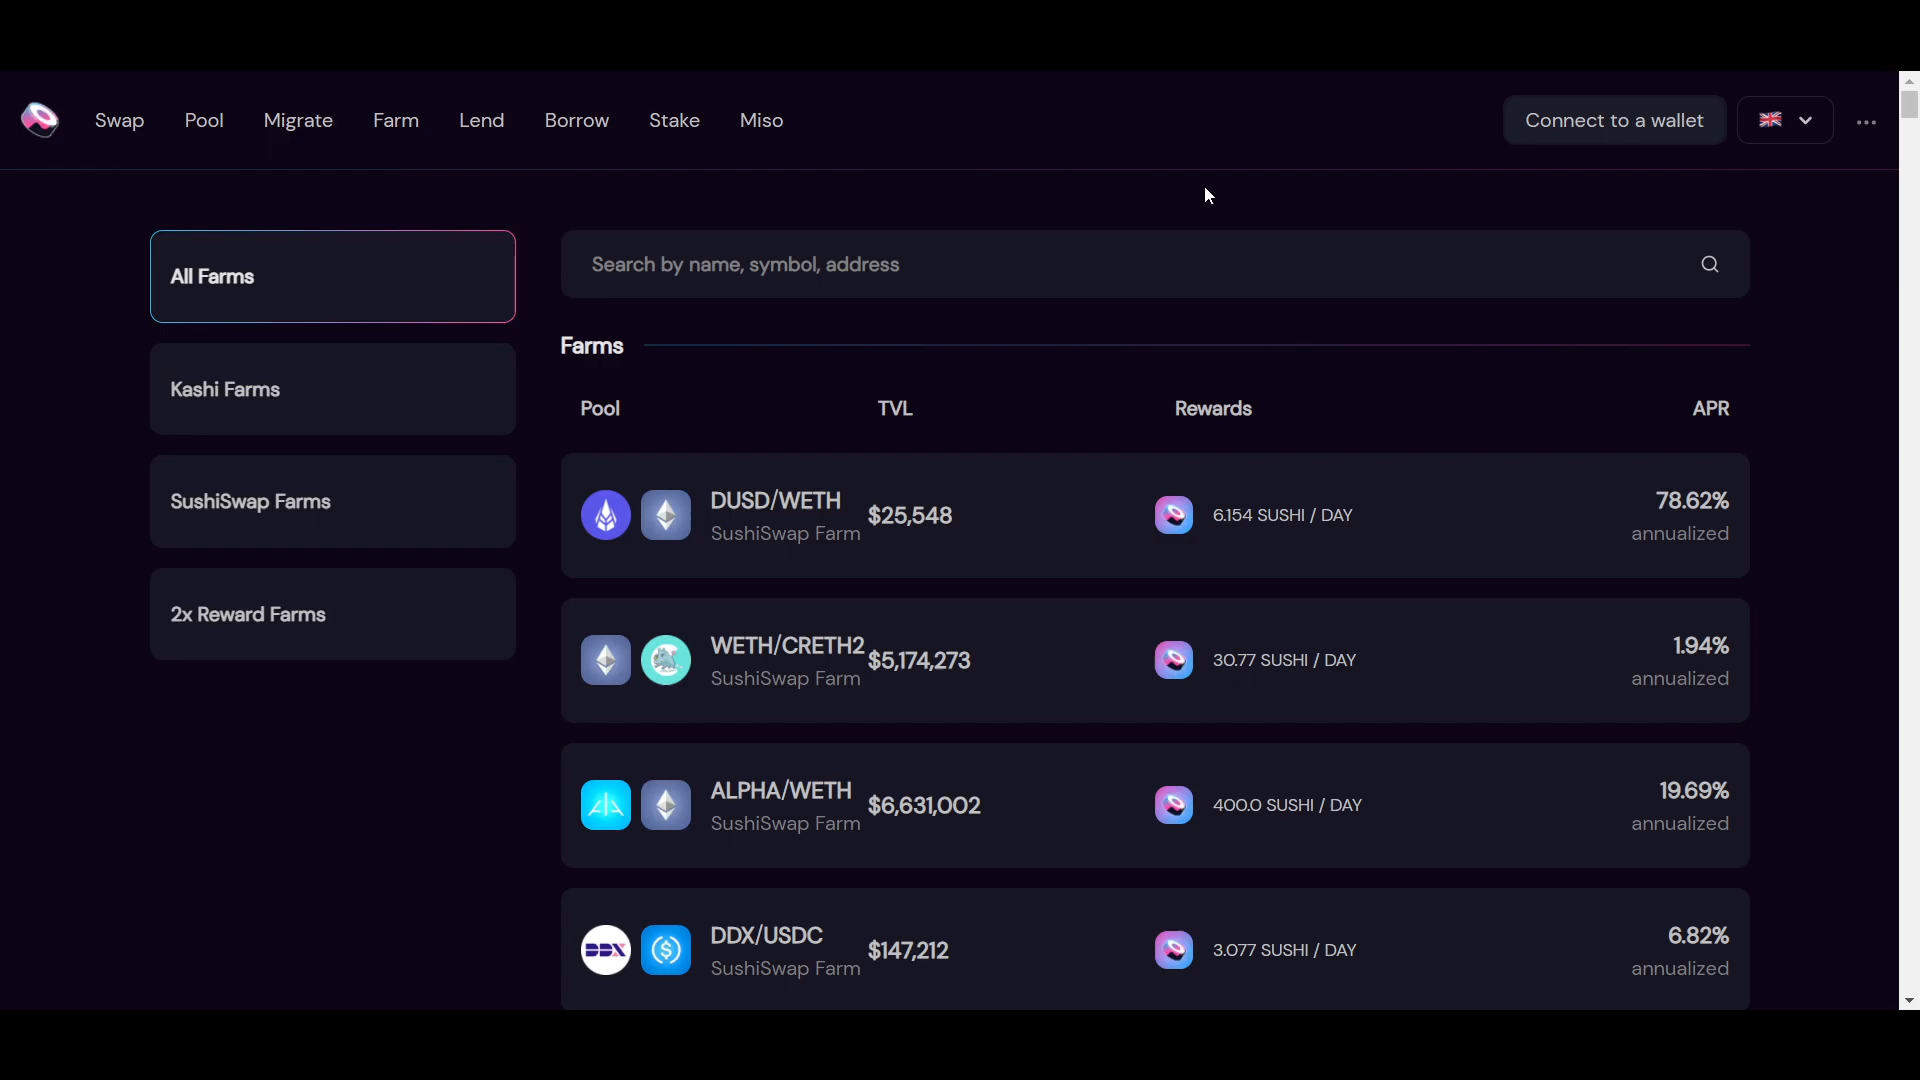 Swap Pool Migrate Farm Lend Borrow Stake Miso Connect to a wallet
All Farms
Kashi Farms
SushiSwap Farms
2x Reward Farms
Search by name, symbol, address
Farms
Pool TVL Rewards APR
DUSD/WETH
SushiSwap Farm
$25,548
6.154 SUSHI / DAY
78.62%
annualized
WETH/CRETH2
SushiSwap Farm
$5,174,273
30.77 SUSHI / DAY
1.94%
annualized
ALPHA/WETH
SushiSwap Farm
$6,631,002
400.0 SUSHI / DAY
19.69%
annualized
DDX
DDX/USDC
SushiSwap Farm
$147,212
3.077 SUSHI / DAY
6.82%
annualized